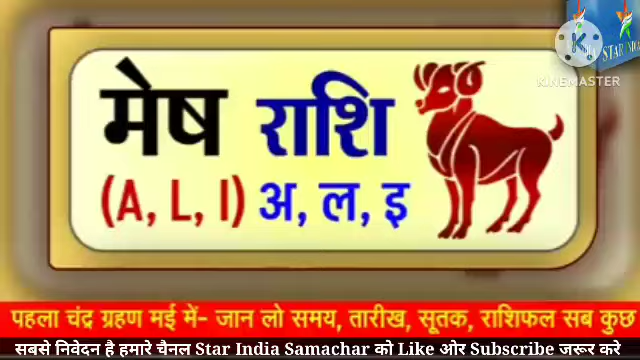 KINEMASTER
मेष राशि
(A, L, I) अ, ल, इ
पहला चंद्र ग्रहण मई में- जान लो समय, तारीख, सूतक, राशिफल सब कुछ
सबसे निवेदन है हमारे चैनल Star India Samachar को Like ओर Subscribe जरूर करे